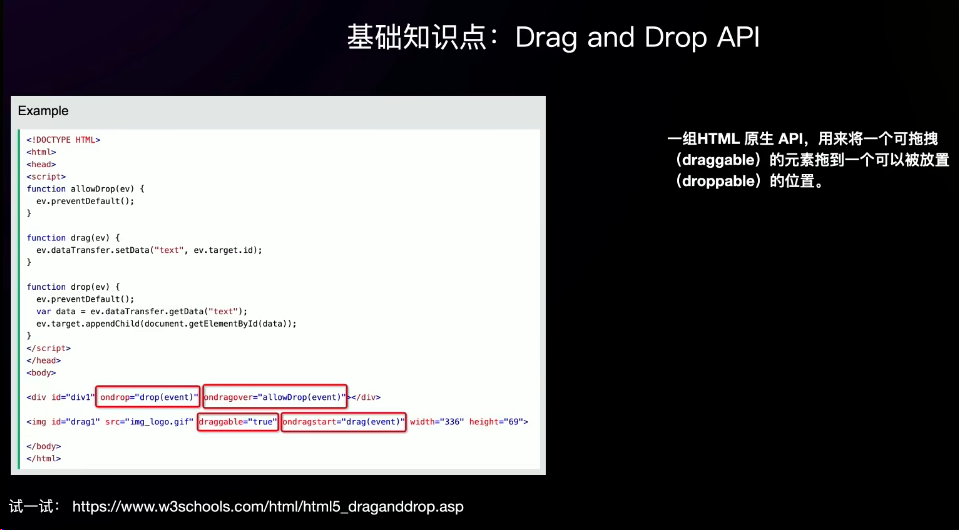 基础知识点：Drag and Drop API
Example
<!DOCTYPE HTML>
<html>
<head>
<script>
function allowDrop(ev) {
  ev.preventDefault();
}

function drag(ev) {
  ev.dataTransfer.setData("text", ev.target.id);
}

function drop(ev) {
  ev.preventDefault();
  var data = ev.dataTransfer.getData("text");
  ev.target.appendChild(document.getElementById(data));
}
</script>
</head>
<body>

<div id="div1" ondrop="drop(event)" ondragover="allowDrop(event)"></div>

<img id="drag1" src="img_logo.gif" draggable="true" ondragstart="drag(event)" width="336" height="69">

</body>
</html>
一组HTML 原生 API，用来将一个可拖拽
（draggable）的元素拖到一个可以被放置
（droppable）的位置。
试一试： https://www.w3schools.com/html/html5_draganddrop.asp